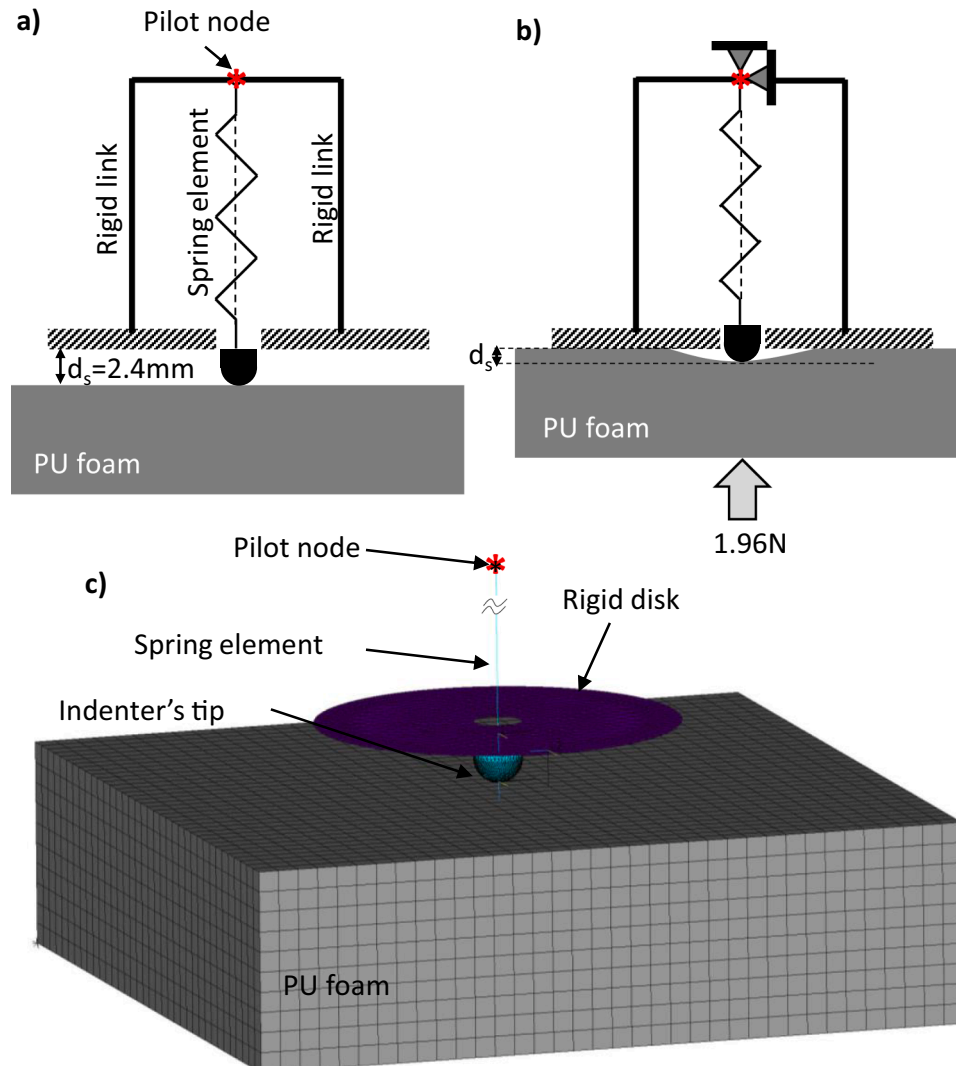 a)
Pilot node
Rigid link
Spring element
Rigid link
dₛ=2.4mm
PU foam
b)
dₛ
PU foam
1.96N
c)
Pilot node
Rigid disk
Spring element
Indenter's tip
PU foam